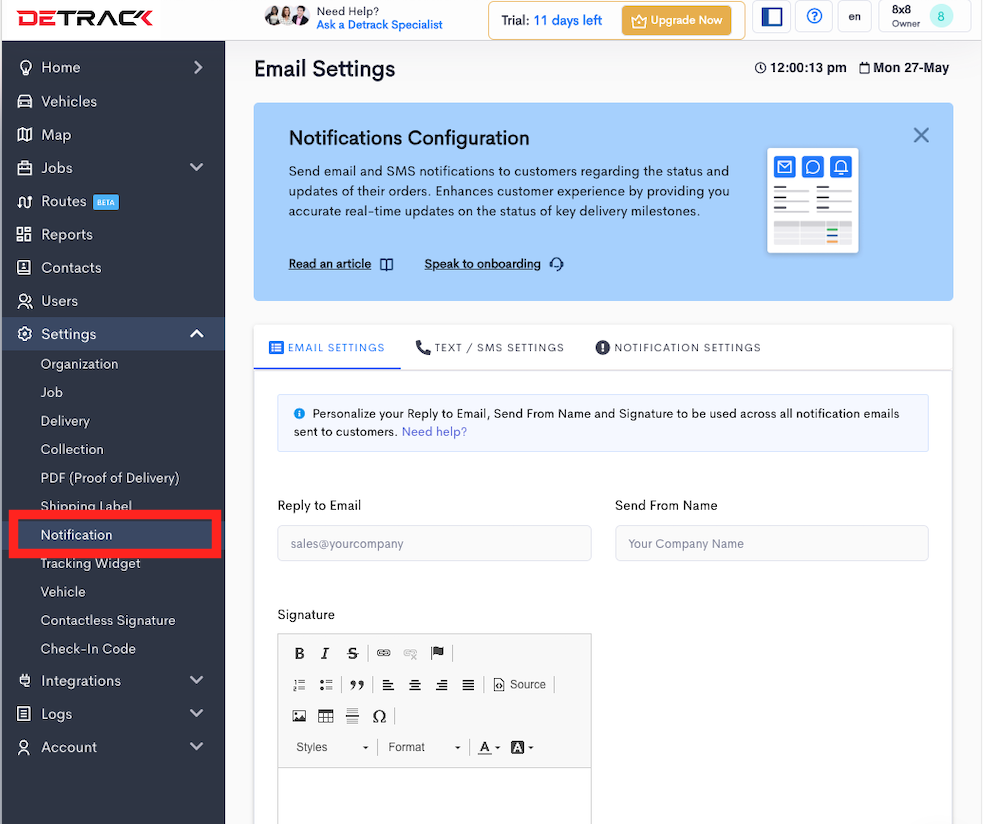 DETRACK
Need Help?
Ask a Detrack Specialist
Trial: 11 days left
Upgrade Now
en
8x8
Owner
8
Home
Vehicles
Map
Jobs
Routes BETA
Reports
Contacts
Users
Settings
Organization
Job
Delivery
Collection
PDF (Proof of Delivery)
Shipping Label
Notification
Tracking Widget
Vehicle
Contactless Signature
Check-In Code
Integrations
Logs
Account
Email Settings
12:00:13 pm Mon 27-May
Notifications Configuration
Send email and SMS notifications to customers regarding the status and
updates of their orders. Enhances customer experience by providing you
accurate real-time updates on the status of key delivery milestones.
Read an article Speak to onboarding
EMAIL SETTINGS TEXT / SMS SETTINGS NOTIFICATION SETTINGS
Personalize your Reply to Email, Send From Name and Signature to be used across all notification emails
sent to customers. Need help?
Reply to Email Send From Name
sales@yourcompany Your Company Name
Signature
B I S
Source
Ω
Styles Format A A